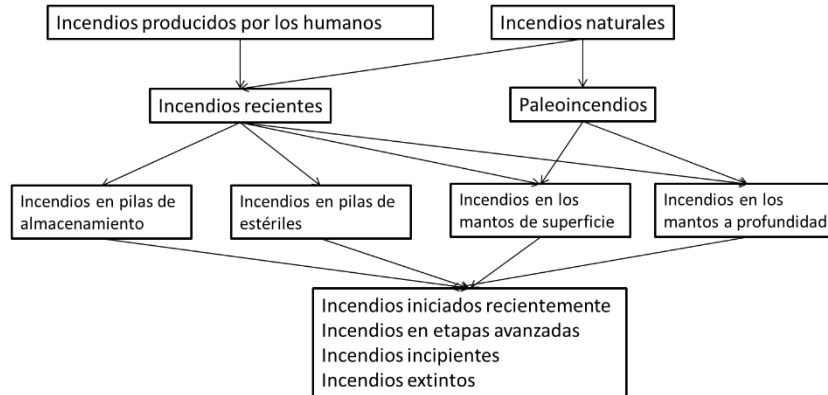 Incendios producidos por los humanos
Incendios naturales
Incendios recientes
Paleoincendios
Incendios en pilas de
almacenamiento
Incendios en pilas de
estériles
Incendios en los
mantos de superficie
Incendios en los
mantos a profundidad
Incendios iniciados recientemente
Incendios en etapas avanzadas
Incendios incipientes
Incendios extintos